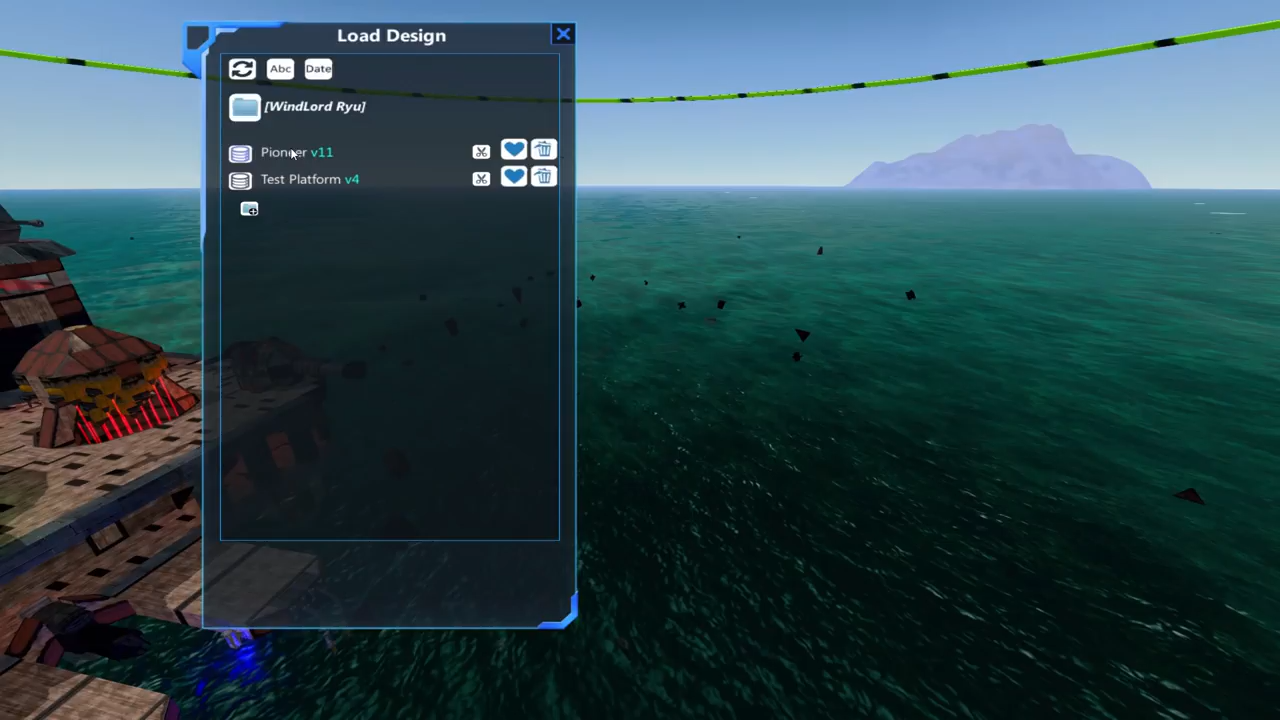 Load Design
Abc Date
[WindLord Ryu]
Pioneer v11
Test Platform v4